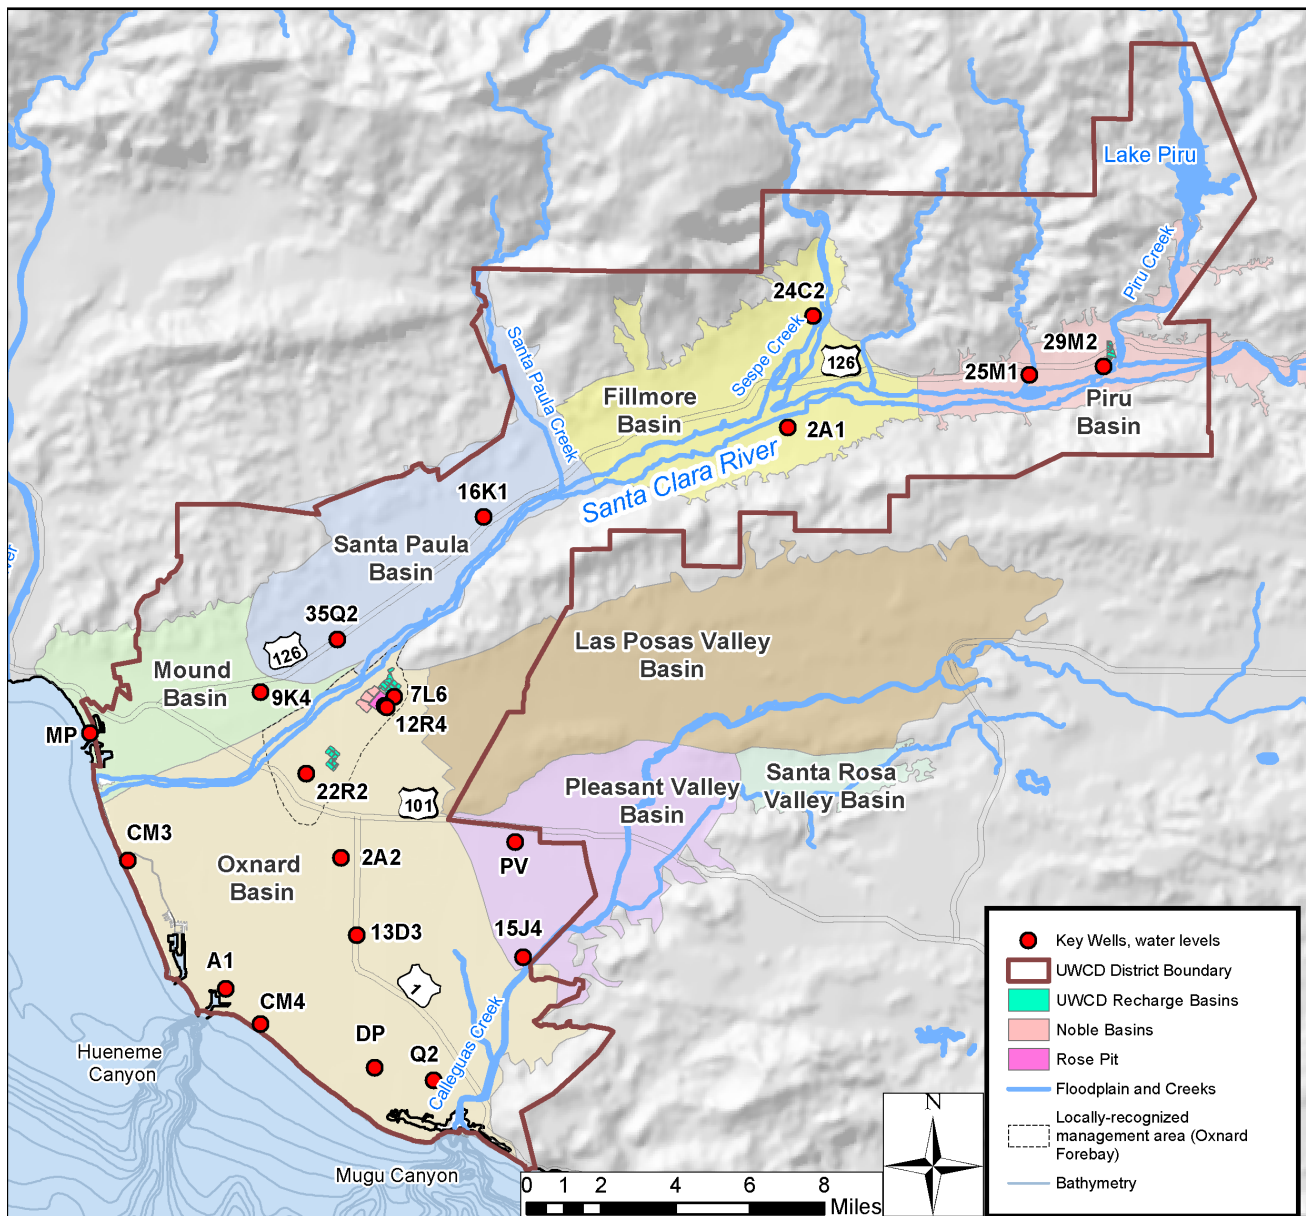 Lake Piru
Piru Creek
24C2
Sespe Creek
126
29M2
25M1
Piru
Basin
Santa Paula Creek
Fillmore
Basin
2A1
Santa Clara River
16K1
Santa Paula
Basin
35Q2
126
Las Posas Valley
Basin
Mound
Basin
9K4
7L6
12R4
MP
22R2
101
Pleasant Valley
Basin
Santa Rosa
Valley Basin
CM3
Oxnard
Basin
2A2
PV
13D3
15J4
A1
1
CM4
Calleguas Creek
DP
Q2
Hueneme
Canyon
Mugu Canyon
Key Wells, water levels
UWCD District Boundary
UWCD Recharge Basins
Noble Basins
Rose Pit
Floodplain and Creeks
Locally-recognized
management area (Oxnard
Forebay)
Bathymetry
N
0 1 2 4 6 8
Miles